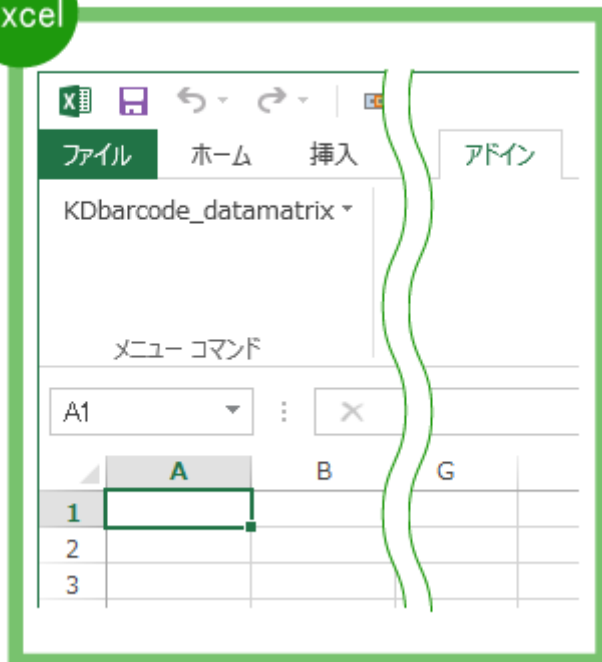 xcel
ファイル ホーム 挿入 アドイン
KDbarcode_datamatrix
メニュー コマンド
A1
A B G
1
2
3